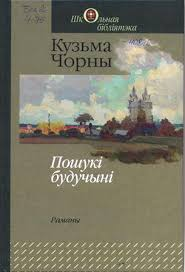 Школьная
бібліятэка
Кузьма
Чорны
Пошукі
будучыні
Раманы